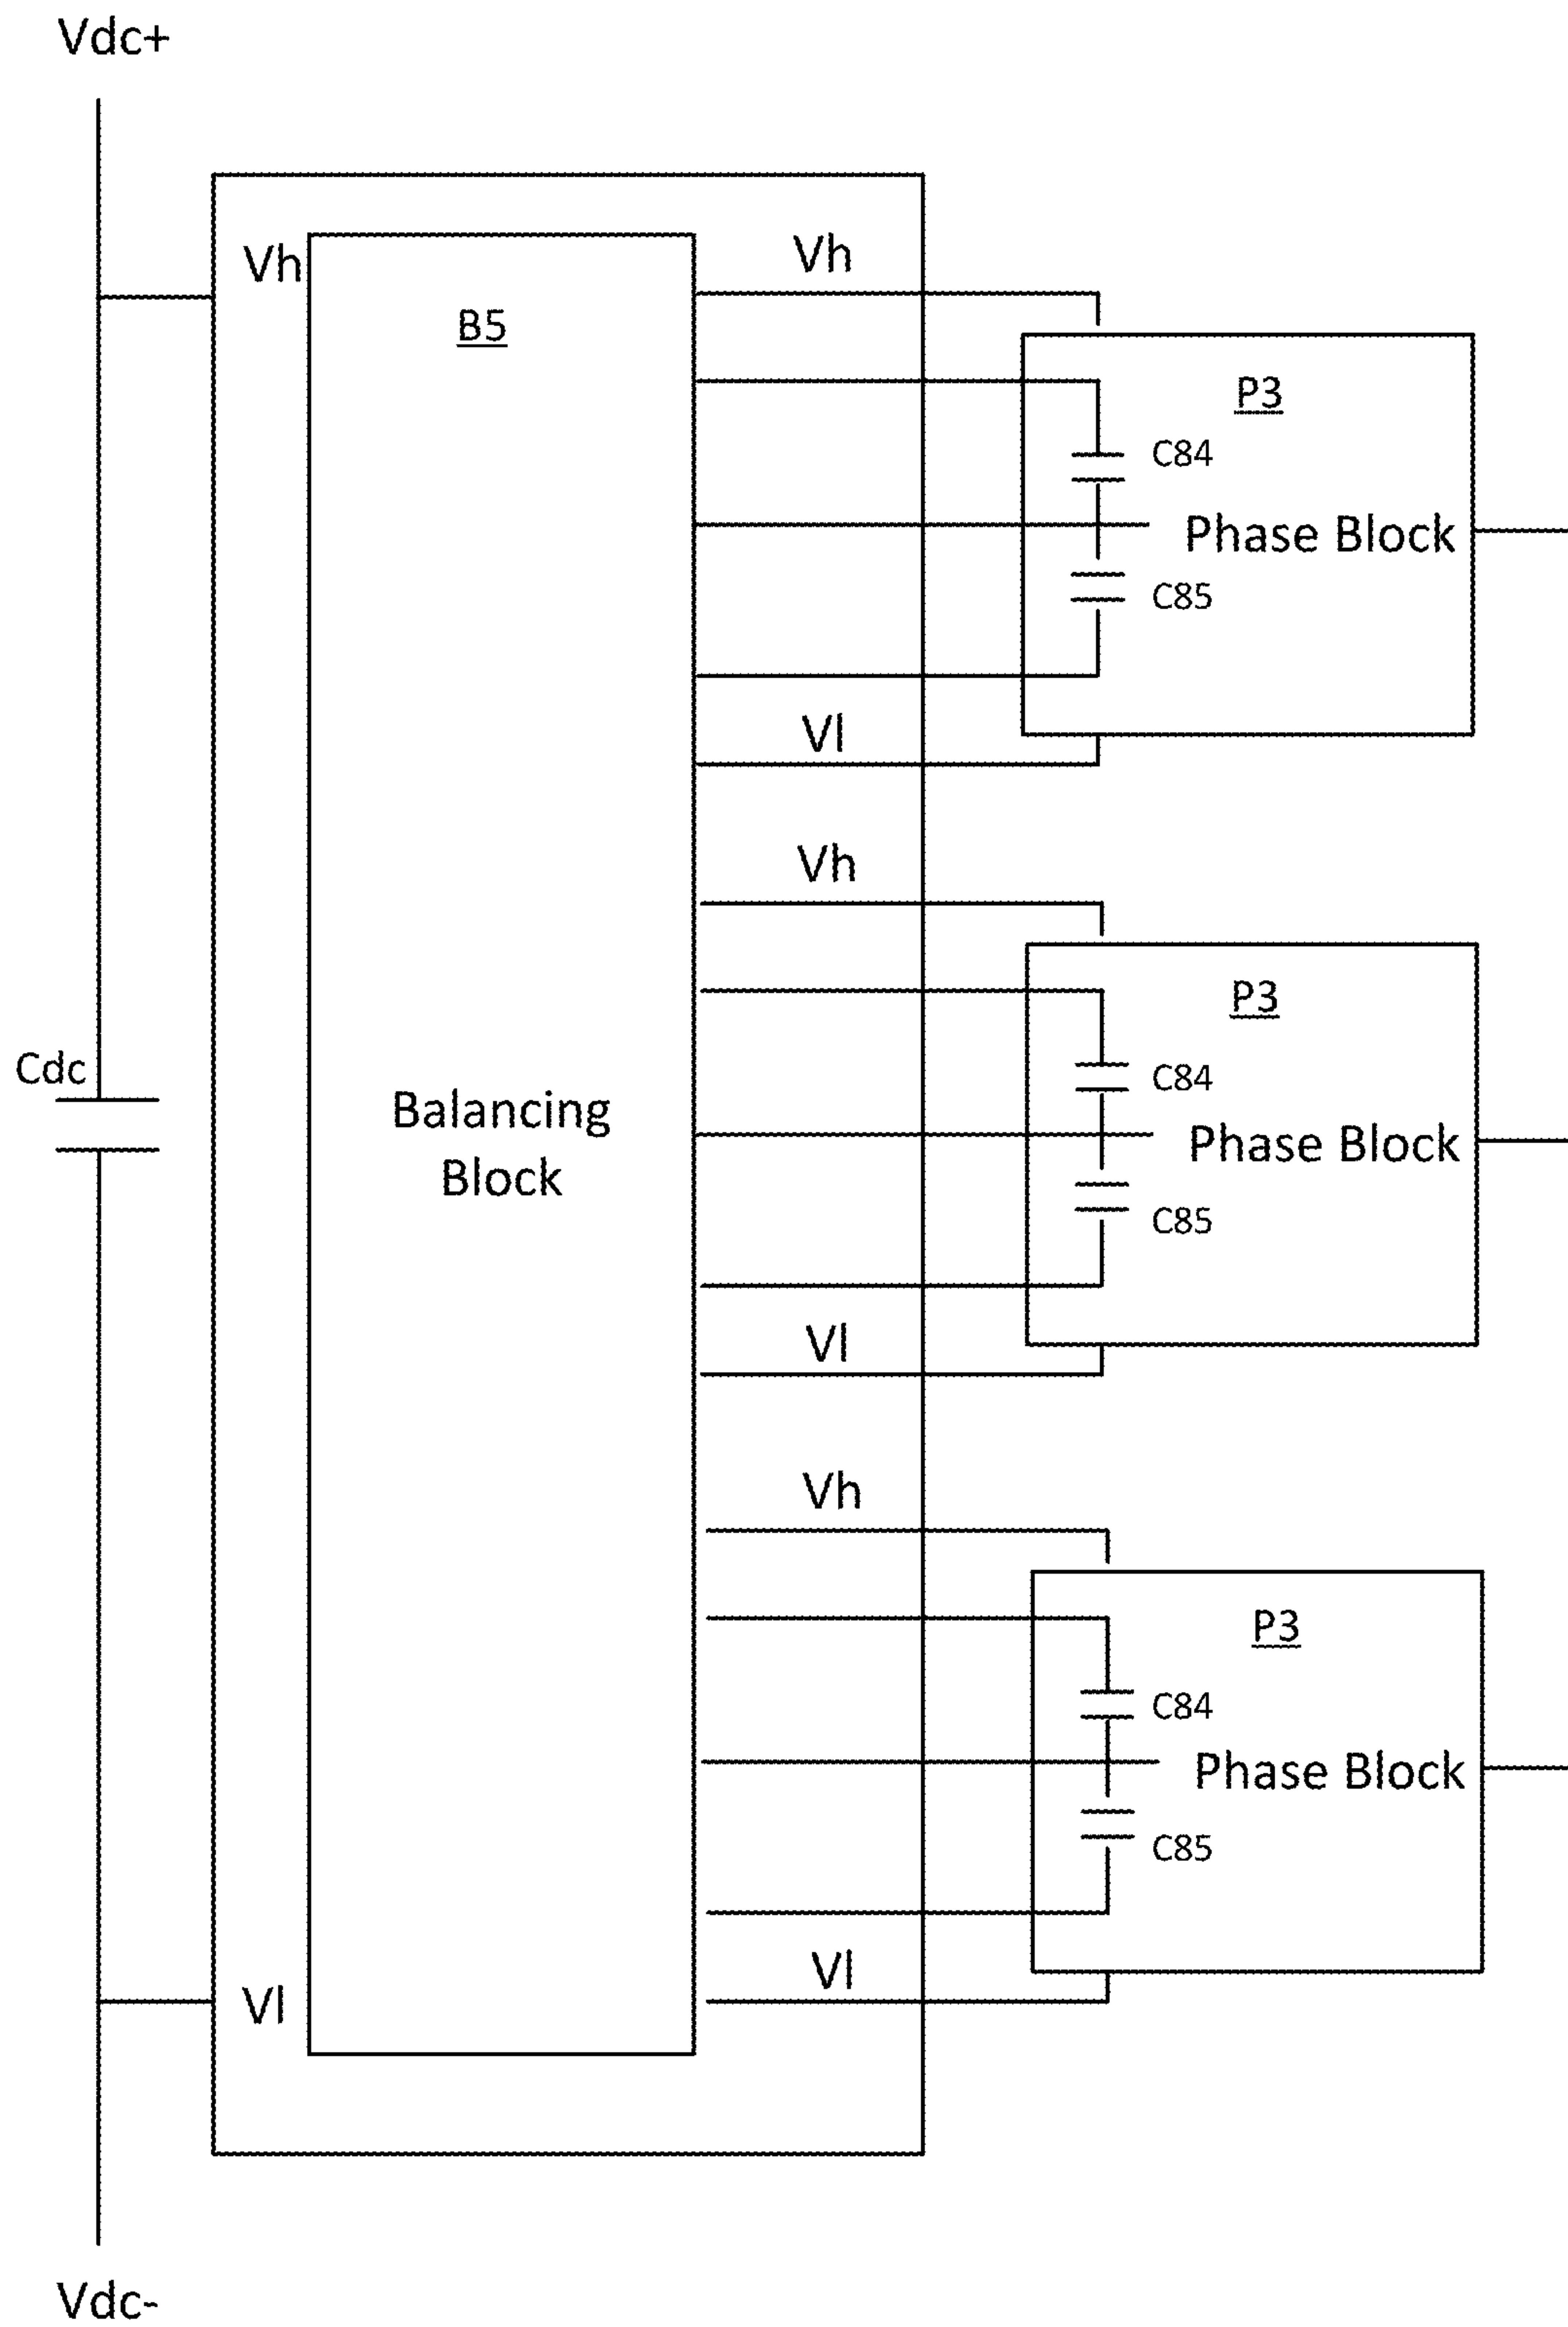 Vdc+
Vh
Vh
B5
P3
C84
Phase Block
C85
Vl
Vh
P3
Cdc
C84
Balancing
Block
Phase Block
C85
Vl
Vh
P3
C84
Phase Block
C85
Vl
Vl
Vdc-